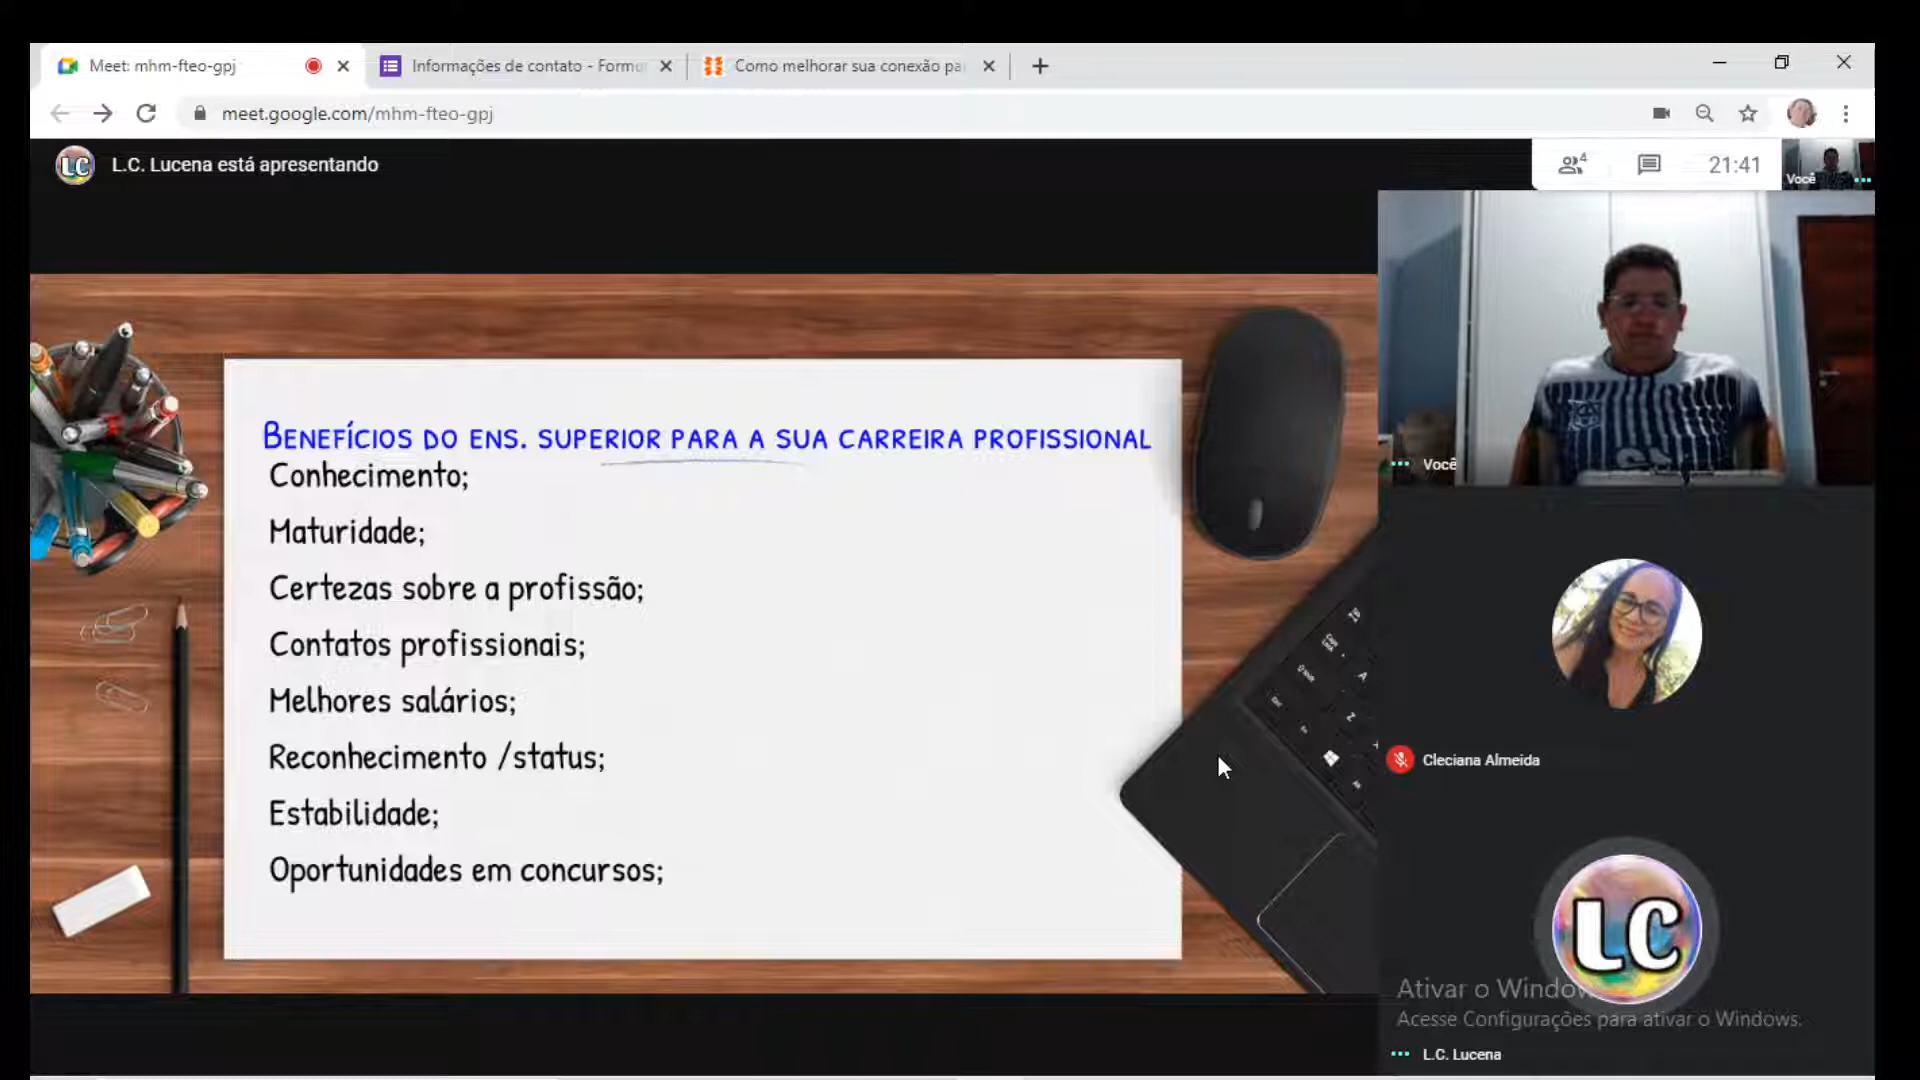 Meet: mhm-fteo-gpj
Informações de contato - Formu
Como melhorar sua conexão pa
meet.google.com/mhm-fteo-gpj
LC
L.C. Lucena está apresentando
4
21:41
Você
BENEFÍCIOS DO ENS. SUPERIOR PARA A SUA CARREIRA PROFISSIONAL
Conhecimento;
Maturidade;
Certezas sobre a profissão;
Contatos profissionais;
Melhores salários;
Reconhecimento /status;
Estabilidade;
Oportunidades em concursos;
Você
Cleciana Almeida
LC
Ativar o Window
Acesse Configurações para ativar o Windows.
L.C. Lucena